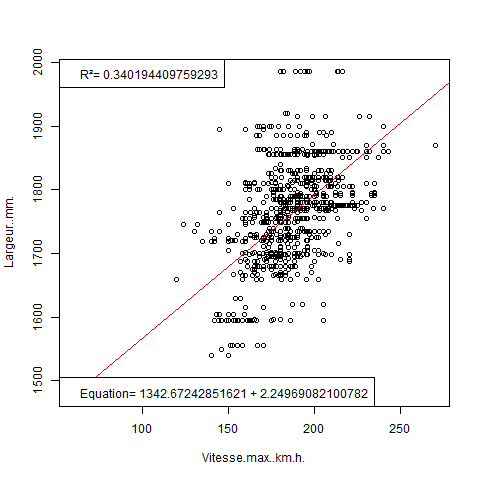 R²= 0.340194409759293
2000
1900
1800
1700
1600
1500
Largeur..mm.
Equation= 1342.67242851621 + 2.24969082100782
100 150 200 250
Vitesse.max..km.h.